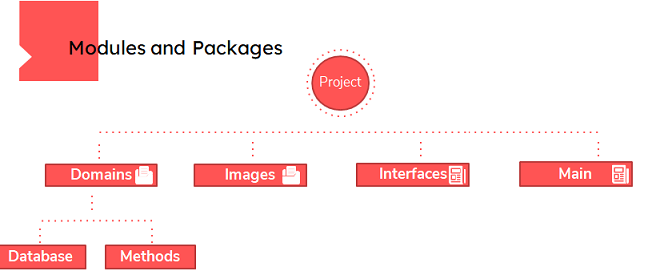 Modules and Packages
Project
Domains
Images
Interfaces
Main
Database
Methods